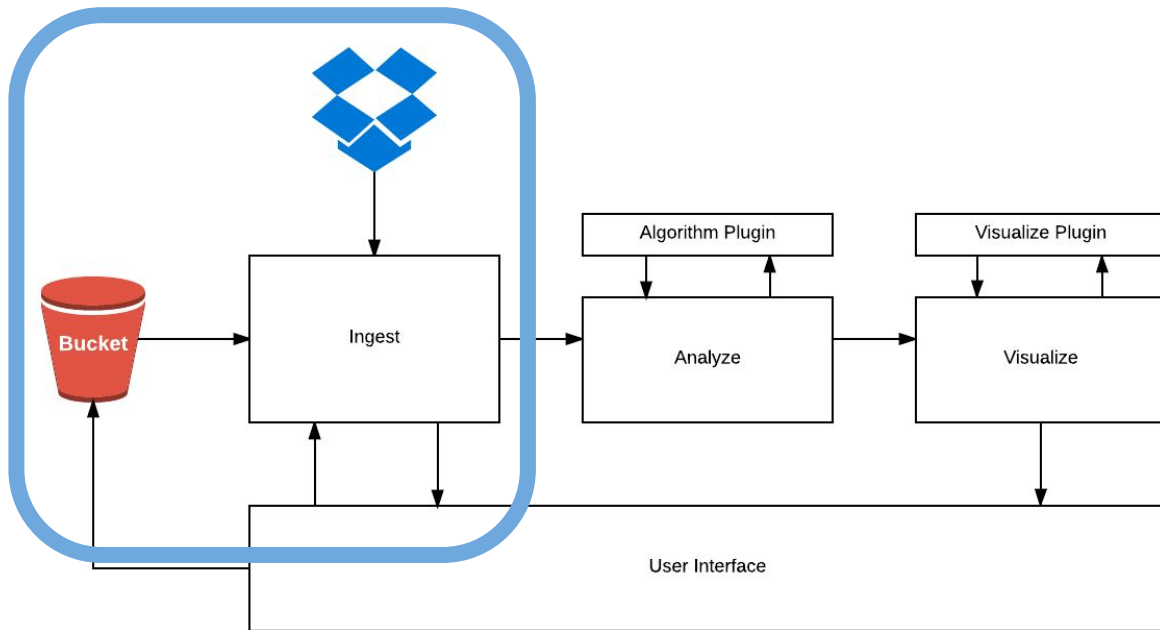 Algorithm Plugin
Visualize Plugin
Bucket
Ingest
Analyze
Visualize
User Interface